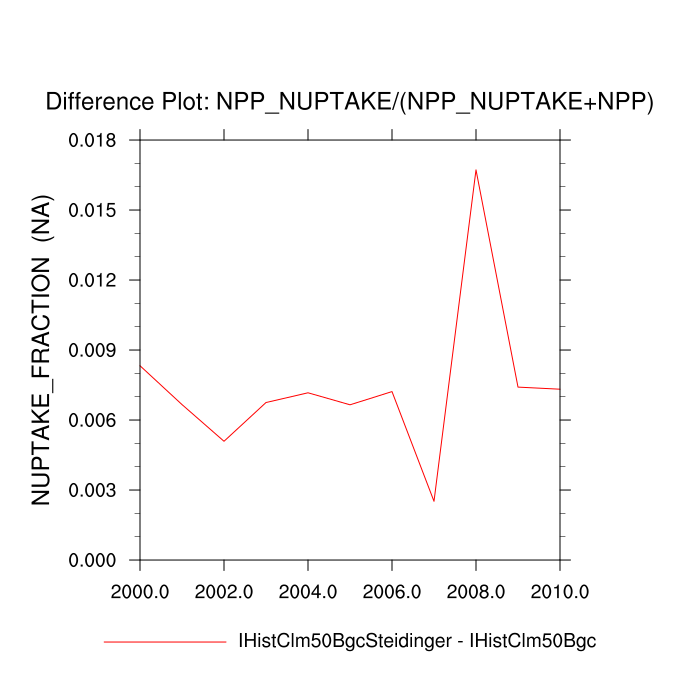 Difference Plot: NPP_NUPTAKE/(NPP_NUPTAKE+NPP)
NUPTAKE_FRACTION (NA)
0.018
0.015
0.012
0.009
0.006
0.003
0.000
2000.0 2002.0 2004.0 2006.0 2008.0 2010.0
IHistClm50BgcSteidinger - IHistClm50Bgc